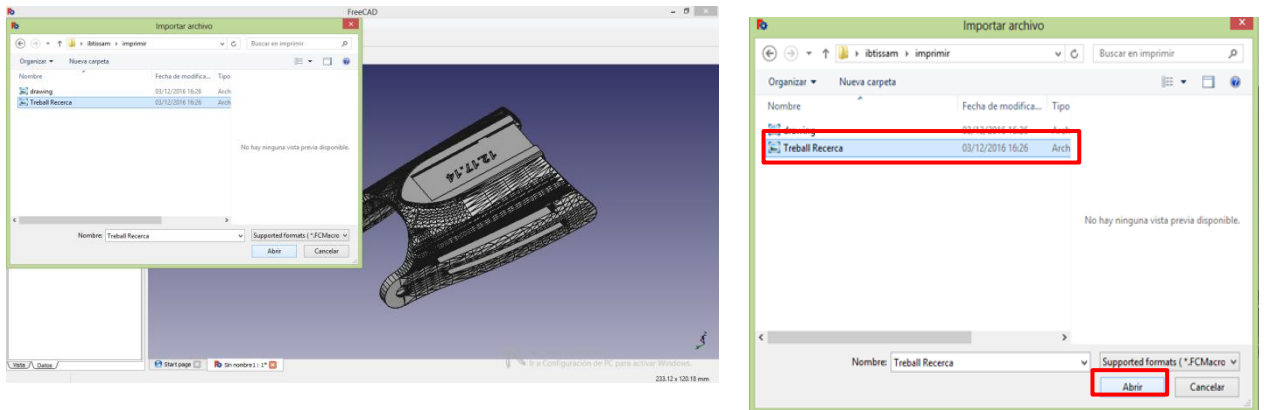 FreeCAD
Importar archivo
ibtissam imprimir
Buscar en imprimir
Organizar Nueva carpeta
Nombre Fecha de modifica... Tipo
drawing 03/12/2016 16:26 Arch
Treball Recerca 03/12/2016 16:26 Arch
No hay ninguna vista previa disponible.
Nombre: Treball Recerca Supported formats ( *.FCMacro
Abrir Cancelar
12.17.14
Vista Datos
Start page Sin nombre1 : 1*
Ir a Configuración de PC para activar Windows.
233.12 x 120.18 mm
Importar archivo
ibtissam imprimir
Buscar en imprimir
Organizar Nueva carpeta
Nombre Fecha de modifica... Tipo
drawing 03/12/2016 16:26 Arch
Treball Recerca 03/12/2016 16:26 Arch
No hay ninguna vista previa disponible.
Nombre: Treball Recerca Supported formats ( *.FCMacro
Abrir Cancelar